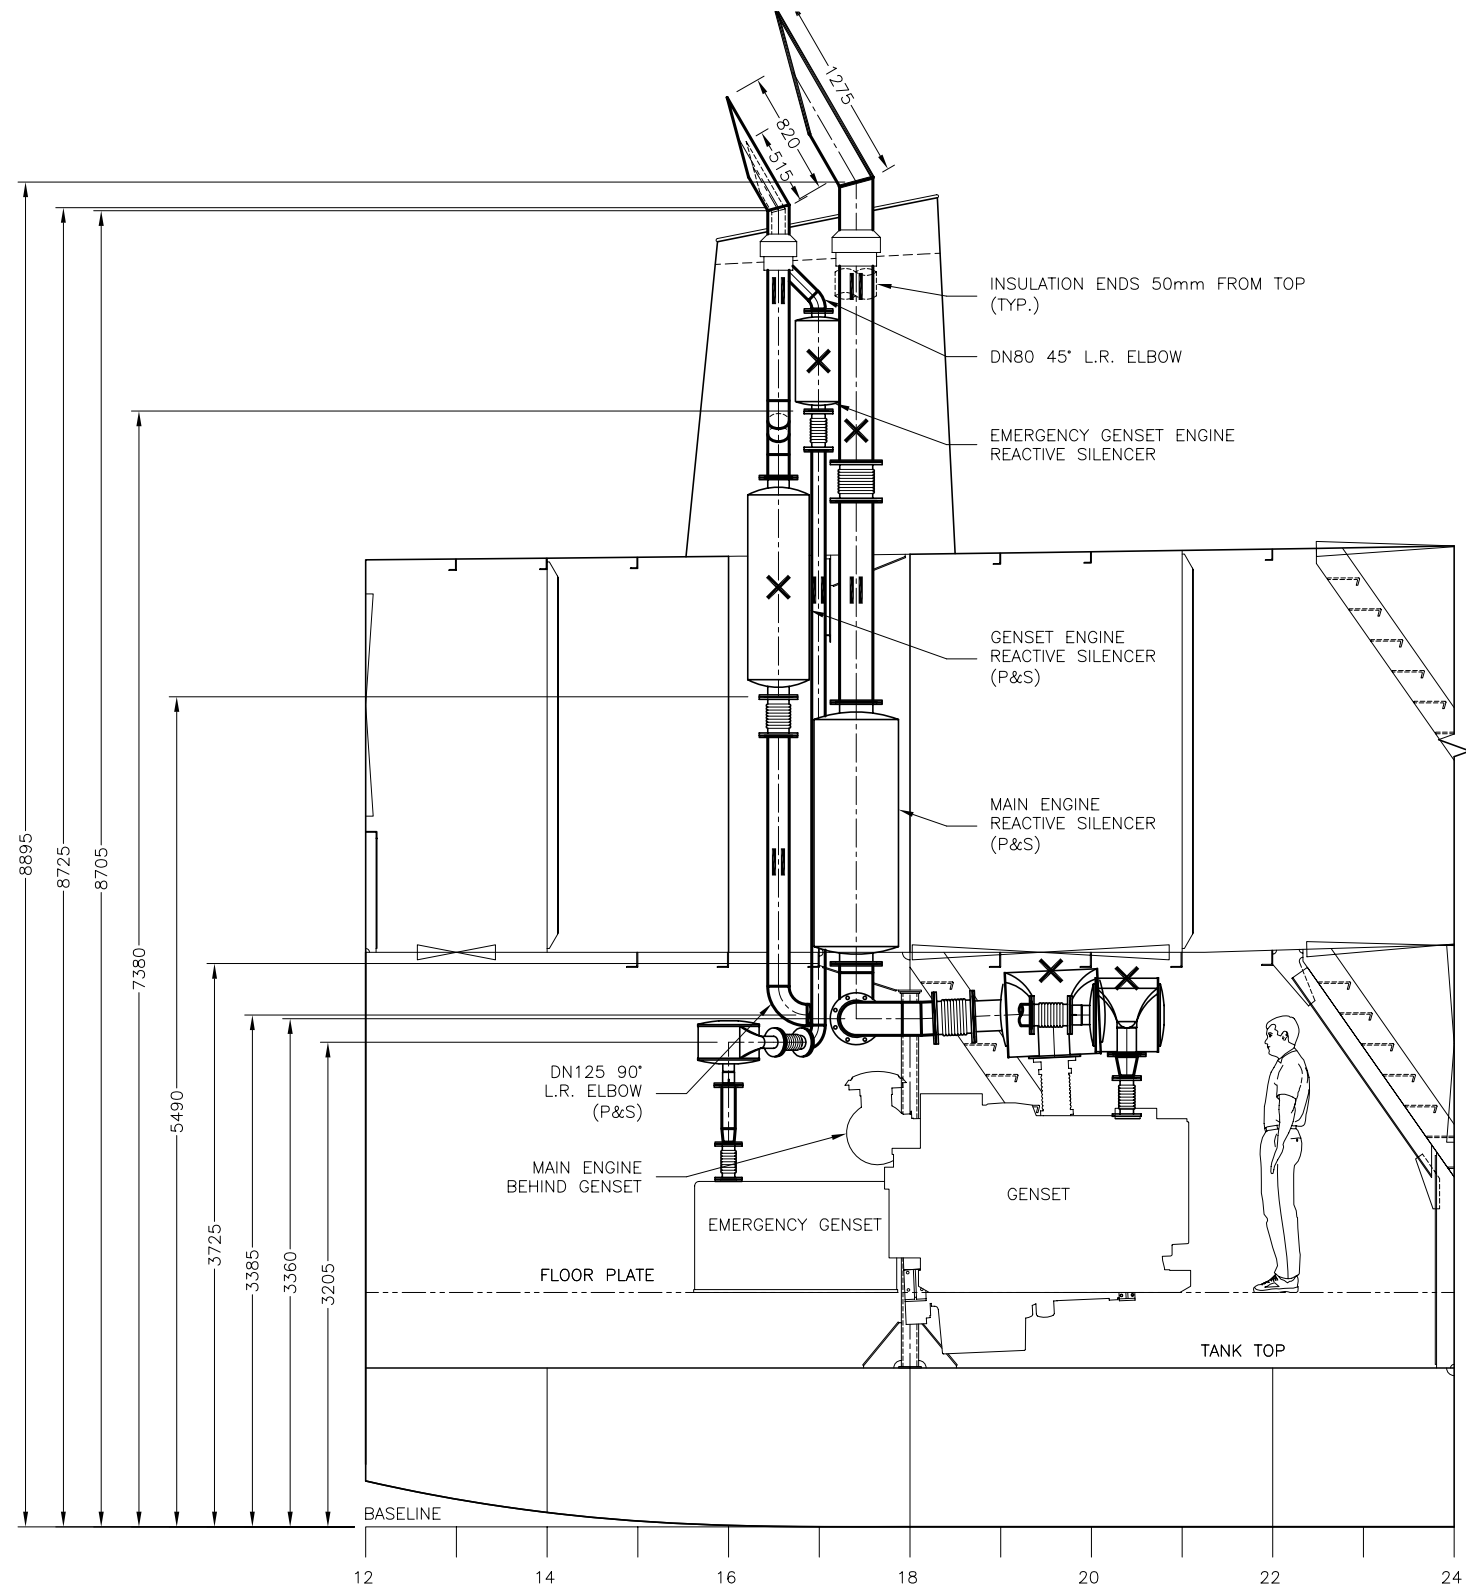 1275
820
515
INSULATION ENDS 50mm FROM TOP
(TYP.)
DN80 45° L.R. ELBOW
EMERGENCY GENSET ENGINE
REACTIVE SILENCER
GENSET ENGINE
REACTIVE SILENCER
(P&S)
MAIN ENGINE
REACTIVE SILENCER
(P&S)
8895
8725
8705
7380
5490
3725
3385
3360
3205
DN125 90°
L.R. ELBOW
(P&S)
MAIN ENGINE
BEHIND GENSET
GENSET
EMERGENCY GENSET
FLOOR PLATE
TANK TOP
BASELINE
12 14 16 18 20 22 24